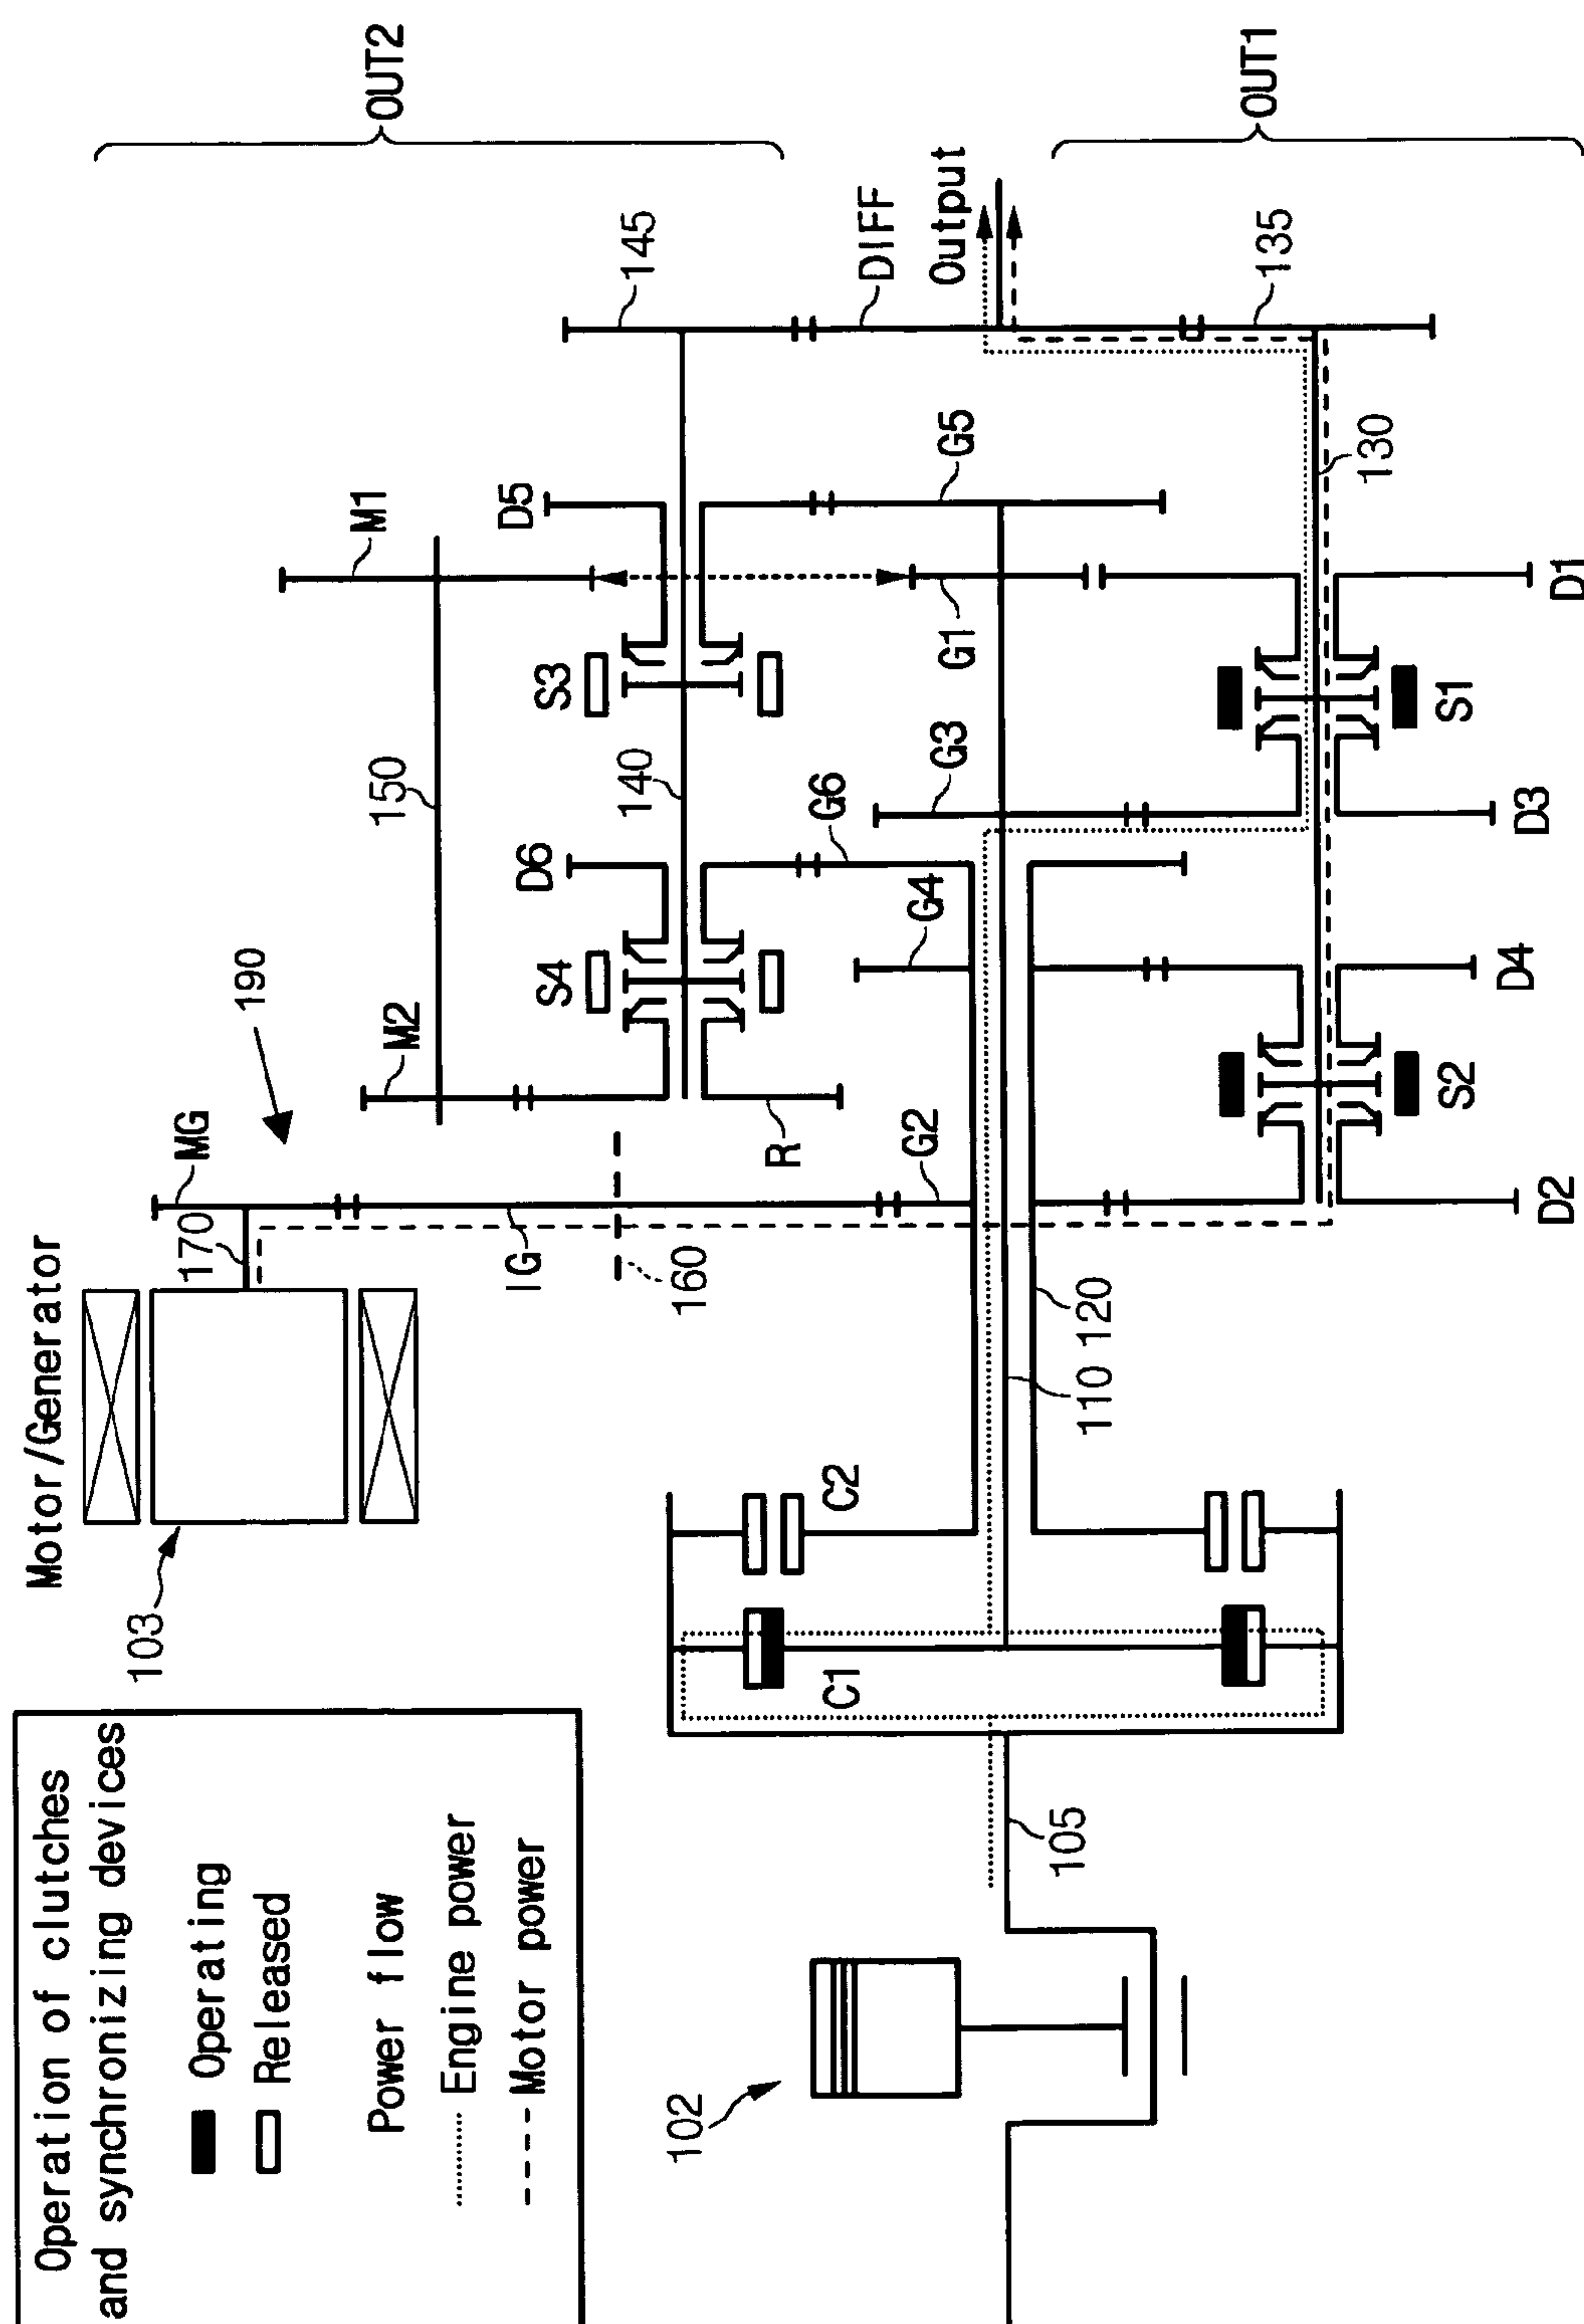 Operation of clutches
and synchronizing devices
Operating
Released
Power flow
Engine power
Motor power
Motor/Generator
103
170
MG
190
M2
150
M1
OUT2
IG
160
R
S4
D6
140
S3
D5
145
DIFF
Output
G2
G4
G6
G3
G1
G5
C2
C1
110
120
102
105
D2
S2
D4
D3
S1
D1
130
135
OUT1